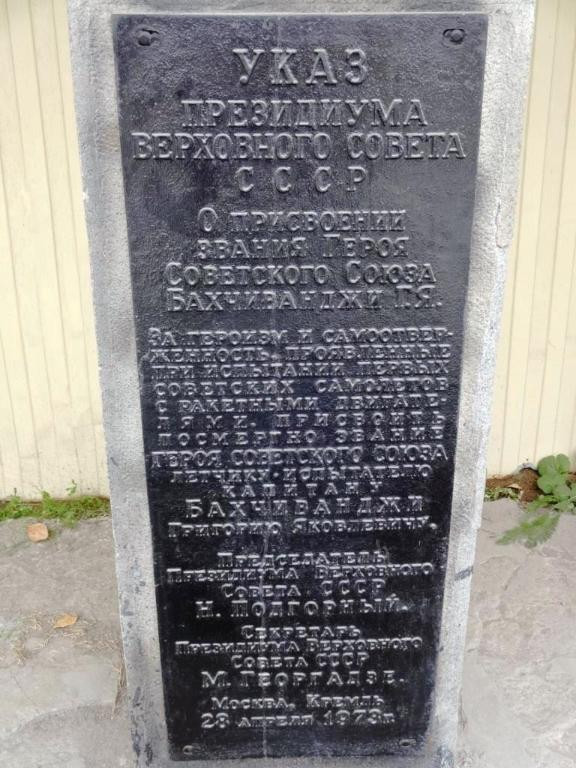 УКАЗ
ПРЕЗИДИУМА
ВЕРХОВНОГО СОВЕТА
СССР
О ПРИСВОЕНИИ
ЗВАНИЯ ГЕРОЯ
СОВЕТСКОГО СОЮЗА
БАХЧИВАНДЖИ Г.Я.
ЗА ГЕРОИЗМ И САМООТВЕР-
ЖЕННОСТЬ, ПРОЯВЛЕННЫЕ
ПРИ ИСПЫТАНИИ ПЕРВЫХ
СОВЕТСКИХ САМОЛЕТОВ
С РАКЕТНЫМИ ДВИГАТЕ-
ЛЯМИ, ПРИСВОИТЬ
ПОСМЕРТНО ЗВАНИЕ
ГЕРОЯ СОВЕТСКОГО СОЮЗА
ЛЕТЧИКУ-ИСПЫТАТЕЛЮ
КАПИТАН
БАХЧИВАНДЖИ
ГРИГОРИЮ ЯКОВЛЕВИЧУ.
ПРЕДСЕДАТЕЛЬ
ПРЕЗИДИУМА ВЕРХОВНОГО
СОВЕТА СССР
Н. ПОДГОРНЫЙ.
СЕКРЕТАРЬ
ПРЕЗИДИУМА ВЕРХОВНОГО
СОВЕТА СССР
М. ГЕОРГАДЗЕ.
МОСКВА, КРЕМЛЬ
28 АПРЕЛЯ 1973 Г.